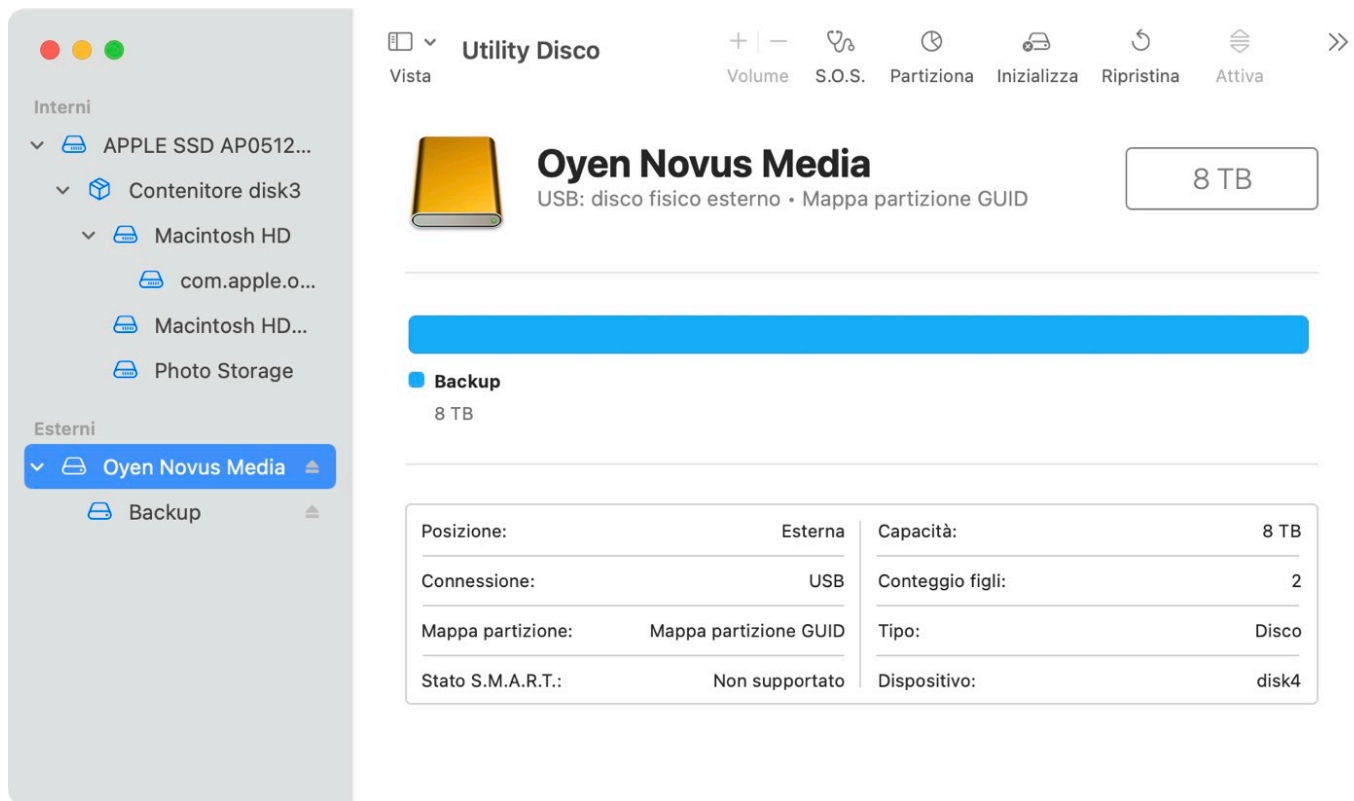 Utility Disco
Vista
Volume
S.O.S.
Partiziona
Inizializza
Ripristina
Attiva
Interni
APPLE SSD AP0512...
Contenitore disk3
Macintosh HD
com.apple.o...
Macintosh HD...
Photo Storage
Esterni
Oyen Novus Media
Backup
Oyen Novus Media
USB: disco fisico esterno • Mappa partizione GUID
8 TB
Backup
8 TB
Posizione: Esterna
Connessione: USB
Mappa partizione: Mappa partizione GUID
Stato S.M.A.R.T.: Non supportato
Capacità: 8 TB
Conteggio figli: 2
Tipo: Disco
Dispositivo: disk4